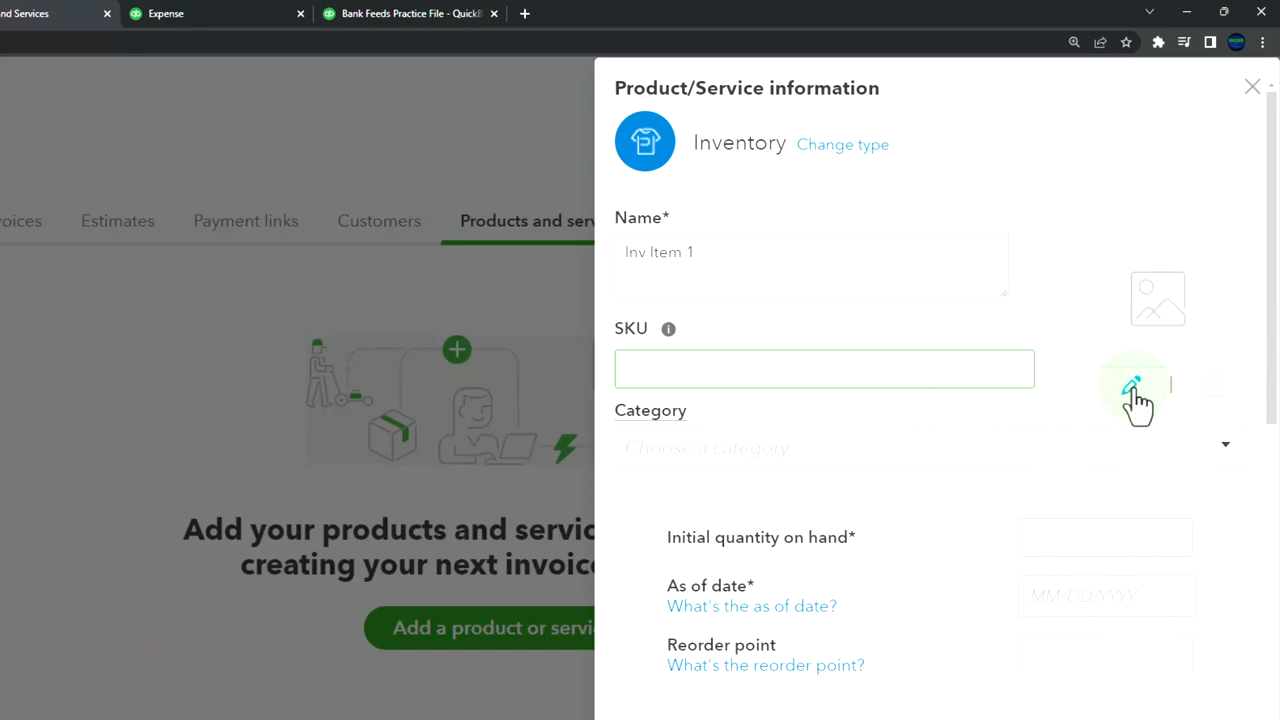 nd Services
Expense
Bank Feeds Practice File - QuickB
Product/Service information
Inventory Change type
voices Estimates Payment links Customers Products and serv
Name*
Inv Item 1
SKU
Category
Choose a category
Add your products and servic
creating your next invoice
Add a product or servi
Initial quantity on hand*
As of date*
MM/DD/YYYY
What's the as of date?
Reorder point
What's the reorder point?